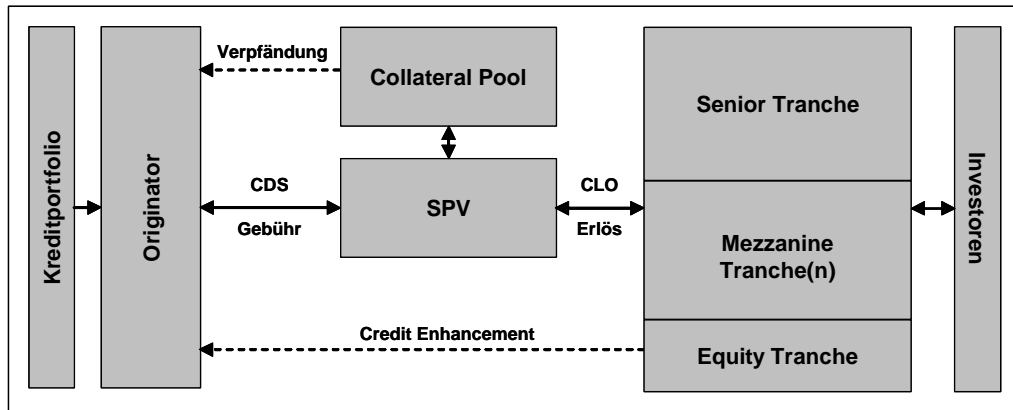 Kreditportfolio
Originator
Verpfändung
Collateral Pool
CDS
Gebühr
SPV
CLO
Erlös
Credit Enhancement
Senior Tranche
Mezzanine
Tranche(n)
Equity Tranche
Investoren